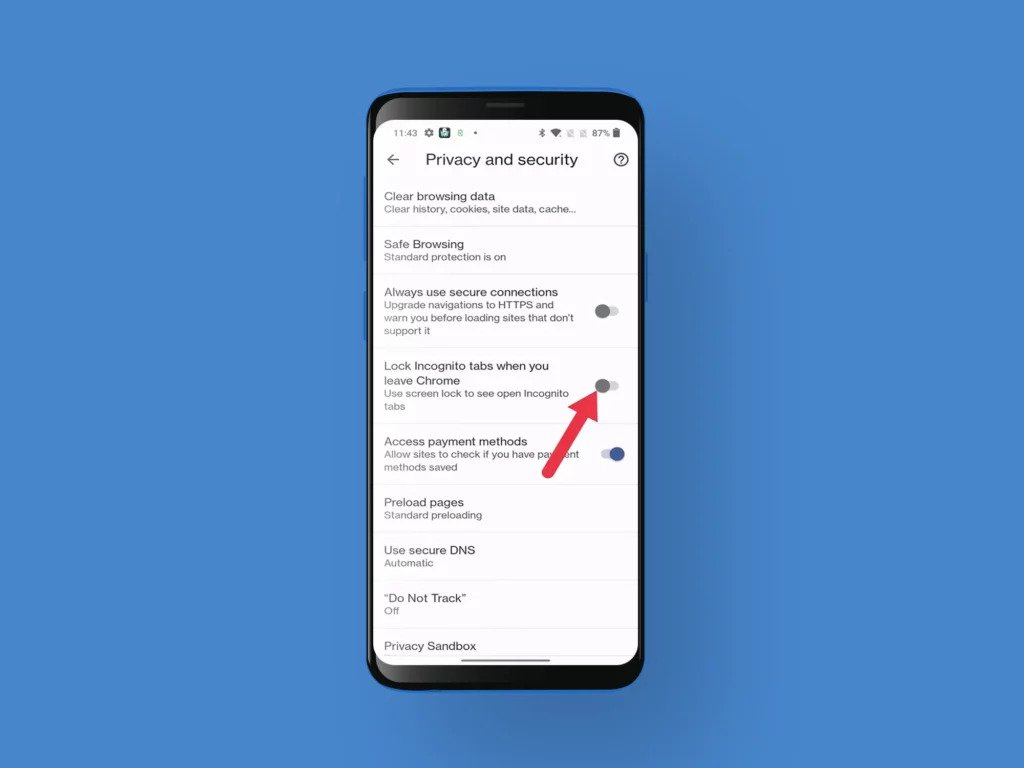 11:43 87%
Privacy and security
Clear browsing data
Clear history, cookies, site data, cache...
Safe Browsing
Standard protection is on
Always use secure connections
Upgrade navigations to HTTPS and
warn you before loading sites that don't
support it
Lock Incognito tabs when you
leave Chrome
Use screen lock to see open Incognito
tabs
Access payment methods
Allow sites to check if you have payment
methods saved
Preload pages
Standard preloading
Use secure DNS
Automatic
“Do Not Track”
Off
Privacy Sandbox